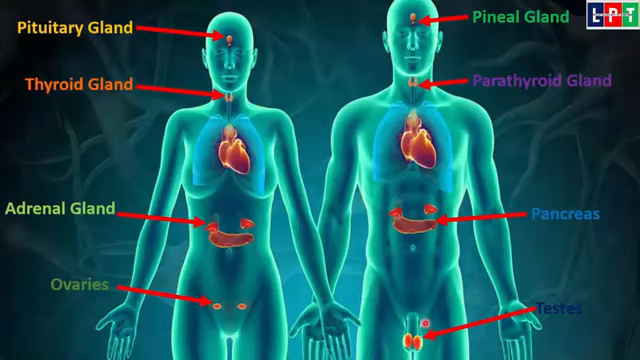 Pituitary Gland
Pineal Gland
LPT
Thyroid Gland
Parathyroid Gland
Adrenal Gland
Pancreas
Ovaries
Testes